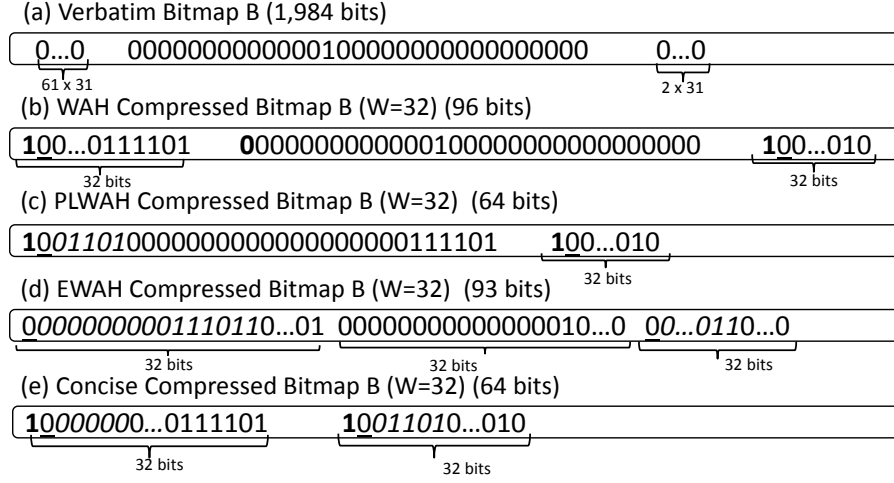 (a) Verbatim Bitmap B (1,984 bits)
0...0 0000000000000100000000000000000 0...0
61 x 31 2 x 31
(b) WAH Compressed Bitmap B (W=32) (96 bits)
100...0111101 00000000000000100000000000000000 100...010
32 bits 32 bits
(c) PLWAH Compressed Bitmap B (W=32) (64 bits)
10011010000000000000000000111101 100...010
32 bits
(d) EWAH Compressed Bitmap B (W=32) (93 bits)
00000000001110110...01 00000000000000010...0 00...0110...0
32 bits 32 bits 32 bits
(e) Concise Compressed Bitmap B (W=32) (64 bits)
10000000...0111101 10011010...010
32 bits 32 bits